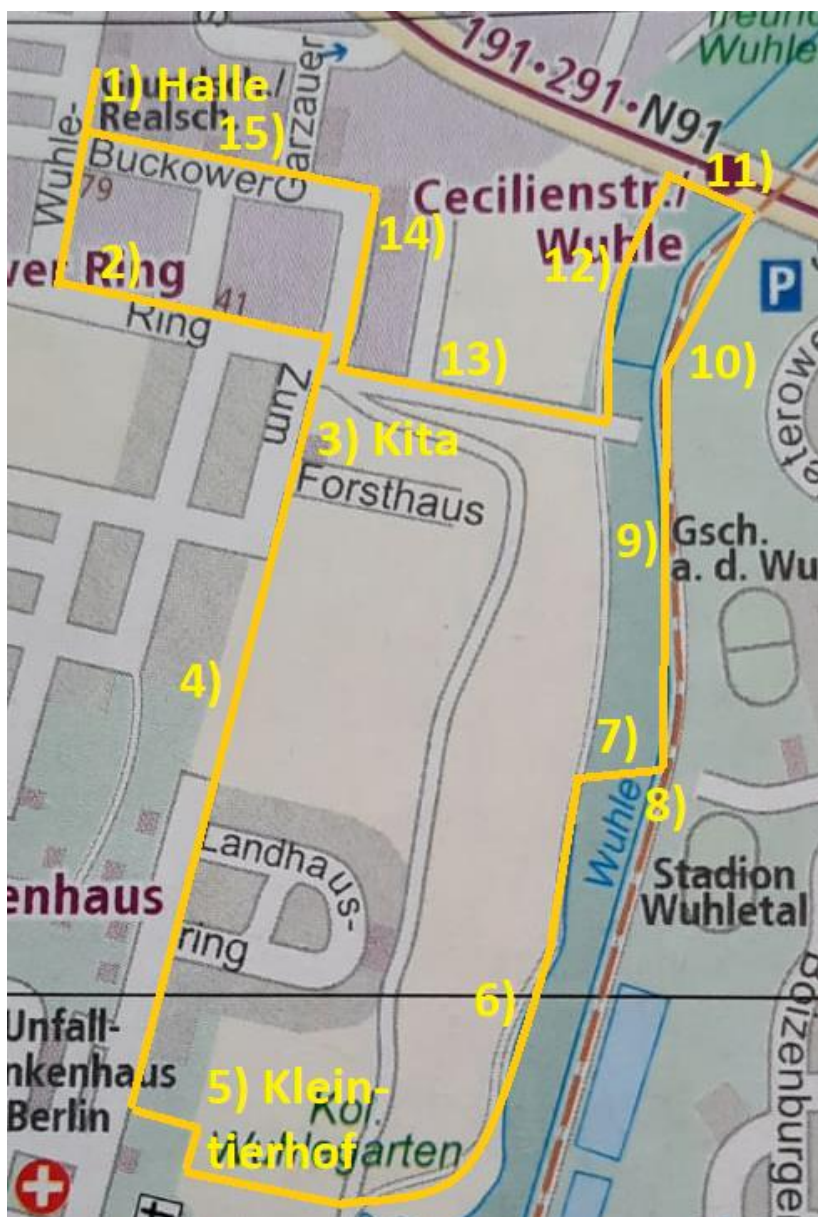 191•291•N91
Wuhle
1) Halle
Realsch.
15)
Garzauer
Buckower
Wuhle-
79
11)
Cecilienstr./
Wuhle
14)
12)
2)
ver Ring
41
Ring
P
13)
10)
Zum
3) Kita
Forsthaus
9)
Gsch.
a. d. Wu
4)
7)
8)
Wuhle
Landhaus-
ring
enhaus
Stadion
Wuhletal
6)
Unfall-
nkenhaus
Berlin
5) Klein-
tierhof
Kol.
Wuhlegarten
Boizenburger